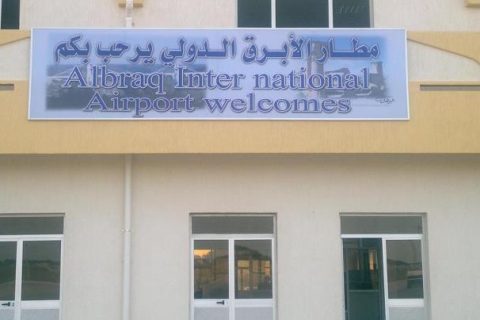 مطار الأبرق الدولي يرحب بكم
Albraq Inter national
Airport welcomes